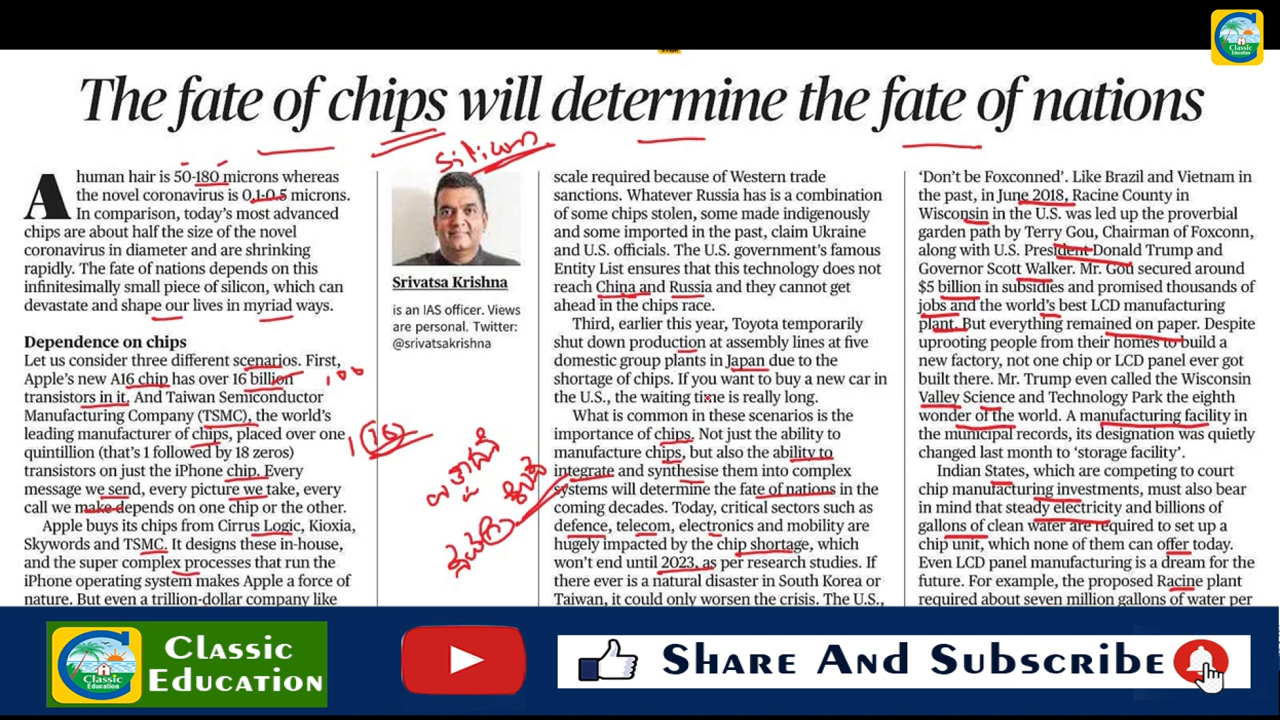 Classic
Education
The fate of chips will determine the fate of nations
silicon
A human hair is 50-180 microns whereas
the novel coronavirus is 0.1-0.5 microns.
In comparison, today's most advanced
chips are about half the size of the novel
coronavirus in diameter and are shrinking
rapidly. The fate of nations depends on this
infinitesimally small piece of silicon, which can
devastate and shape our lives in myriad ways.
Dependence on chips
Let us consider three different scenarios. First,
Apple's new A16 chip has over 16 billion
transistors in it. And Taiwan Semiconductor
Manufacturing Company (TSMC), the world's
leading manufacturer of chips, placed over one
quintillion (that's 1 followed by 18 zeros)
transistors on just the iPhone chip. Every
message we send, every picture we take, every
call we make depends on one chip or the other.
Apple buys its chips from Cirrus Logic, Kioxia,
Skywords and TSMC. It designs these in-house,
and the super complex processes that run the
iPhone operating system makes Apple a force of
nature. But even a trillion-dollar company like
100
1 (18)
Srivatsa Krishna
is an IAS officer. Views
are personal. Twitter:
@srivatsakrishna
scale required because of Western trade
sanctions. Whatever Russia has is a combination
of some chips stolen, some made indigenously
and some imported in the past, claim Ukraine
and U.S. officials. The U.S. government's famous
Entity List ensures that this technology does not
reach China and Russia and they cannot get
ahead in the chips race.
Third, earlier this year, Toyota temporarily
shut down production at assembly lines at five
domestic group plants in Japan due to the
shortage of chips. If you want to buy a new car in
the U.S., the waiting time is really long.
What is common in these scenarios is the
importance of chips. Not just the ability to
manufacture chips, but also the ability to
integrate and synthesise them into complex
systems will determine the fate of nations in the
coming decades. Today, critical sectors such as
defence, telecom, electronics and mobility are
hugely impacted by the chip shortage, which
won't end until 2023, as per research studies. If
there ever is a natural disaster in South Korea or
Taiwan, it could only worsen the crisis. The U.S.,
'Don't be Foxconned'. Like Brazil and Vietnam in
the past, in June 2018, Racine County in
Wisconsin in the U.S. was led up the proverbial
garden path by Terry Gou, Chairman of Foxconn,
along with U.S. President Donald Trump and
Governor Scott Walker. Mr. Gou secured around
$5 billion in subsidies and promised thousands of
jobs and the world's best LCD manufacturing
plant. But everything remained on paper. Despite
uprooting people from their homes to build a
new factory, not one chip or LCD panel ever got
built there. Mr. Trump even called the Wisconsin
Valley Science and Technology Park the eighth
wonder of the world. A manufacturing facility in
the municipal records, its designation was quietly
changed last month to 'storage facility'.
Indian States, which are competing to court
chip manufacturing investments, must also bear
in mind that steady electricity and billions of
gallons of clean water are required to set up a
chip unit, which none of them can offer today.
Even LCD panel manufacturing is a dream for the
future. For example, the proposed Racine plant
required about seven million gallons of water per
Classic
Education
Classic
Education
Share And Subscribe